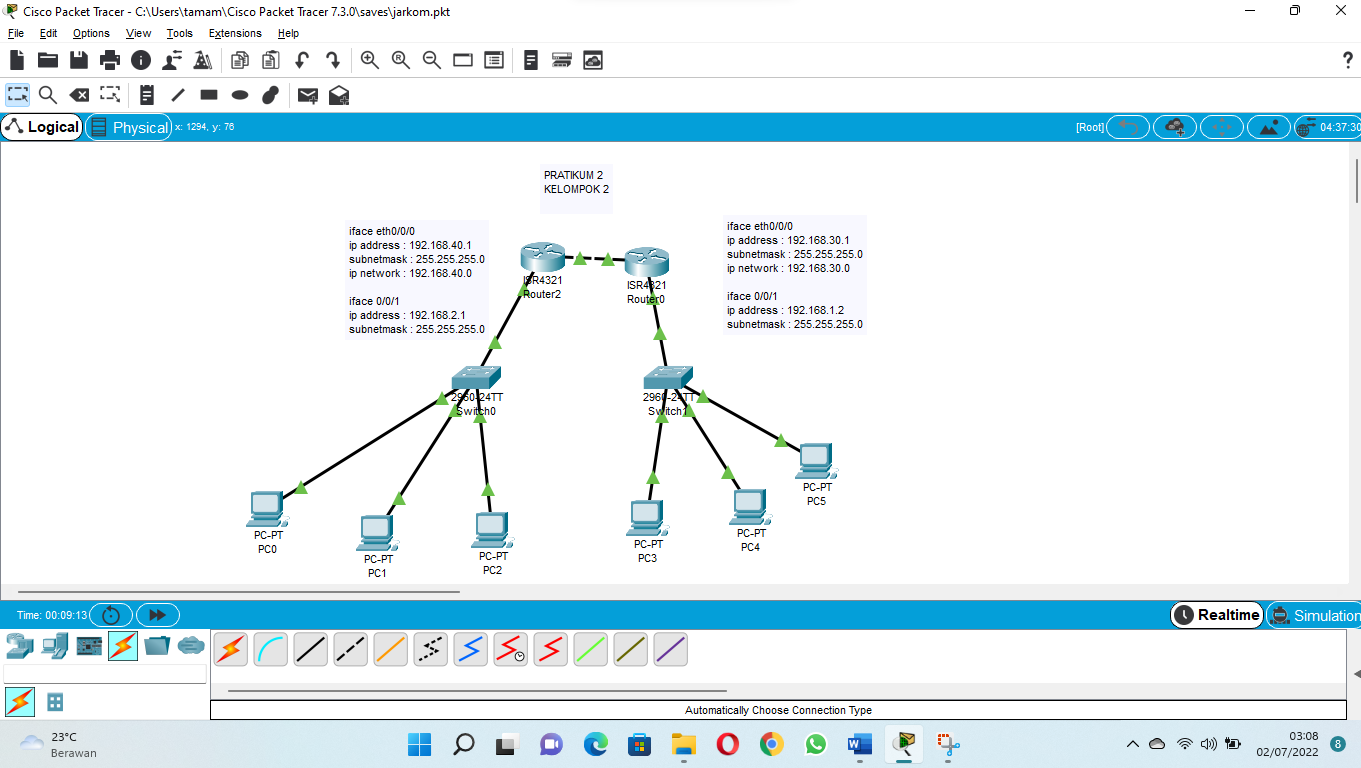 Cisco Packet Tracer - C:\Users\tamam\Cisco Packet Tracer 7.3.0\saves\jarkom.pkt
File Edit Options View Tools Extensions Help
Logical Physical x: 1294, y: 76 [Root] 04:37:30
PRATIKUM 2
KELOMPOK 2
iface eth0/0/0
ip address : 192.168.40.1
subnetmask : 255.255.255.0
ip network : 192.168.40.0
iface 0/0/1
ip address : 192.168.2.1
subnetmask : 255.255.255.0
iface eth0/0/0
ip address : 192.168.30.1
subnetmask : 255.255.255.0
ip network : 192.168.30.0
iface 0/0/1
ip address : 192.168.1.2
subnetmask : 255.255.255.0
ISR4321
Router2
ISR4321
Router0
2960-24TT
Switch0
2960-24TT
Switch1
PC-PT
PC0
PC-PT
PC1
PC-PT
PC2
PC-PT
PC3
PC-PT
PC4
PC-PT
PC5
Time: 00:09:13 Realtime Simulation
Automatically Choose Connection Type
23°C
Berawan
03:08
02/07/2022
8